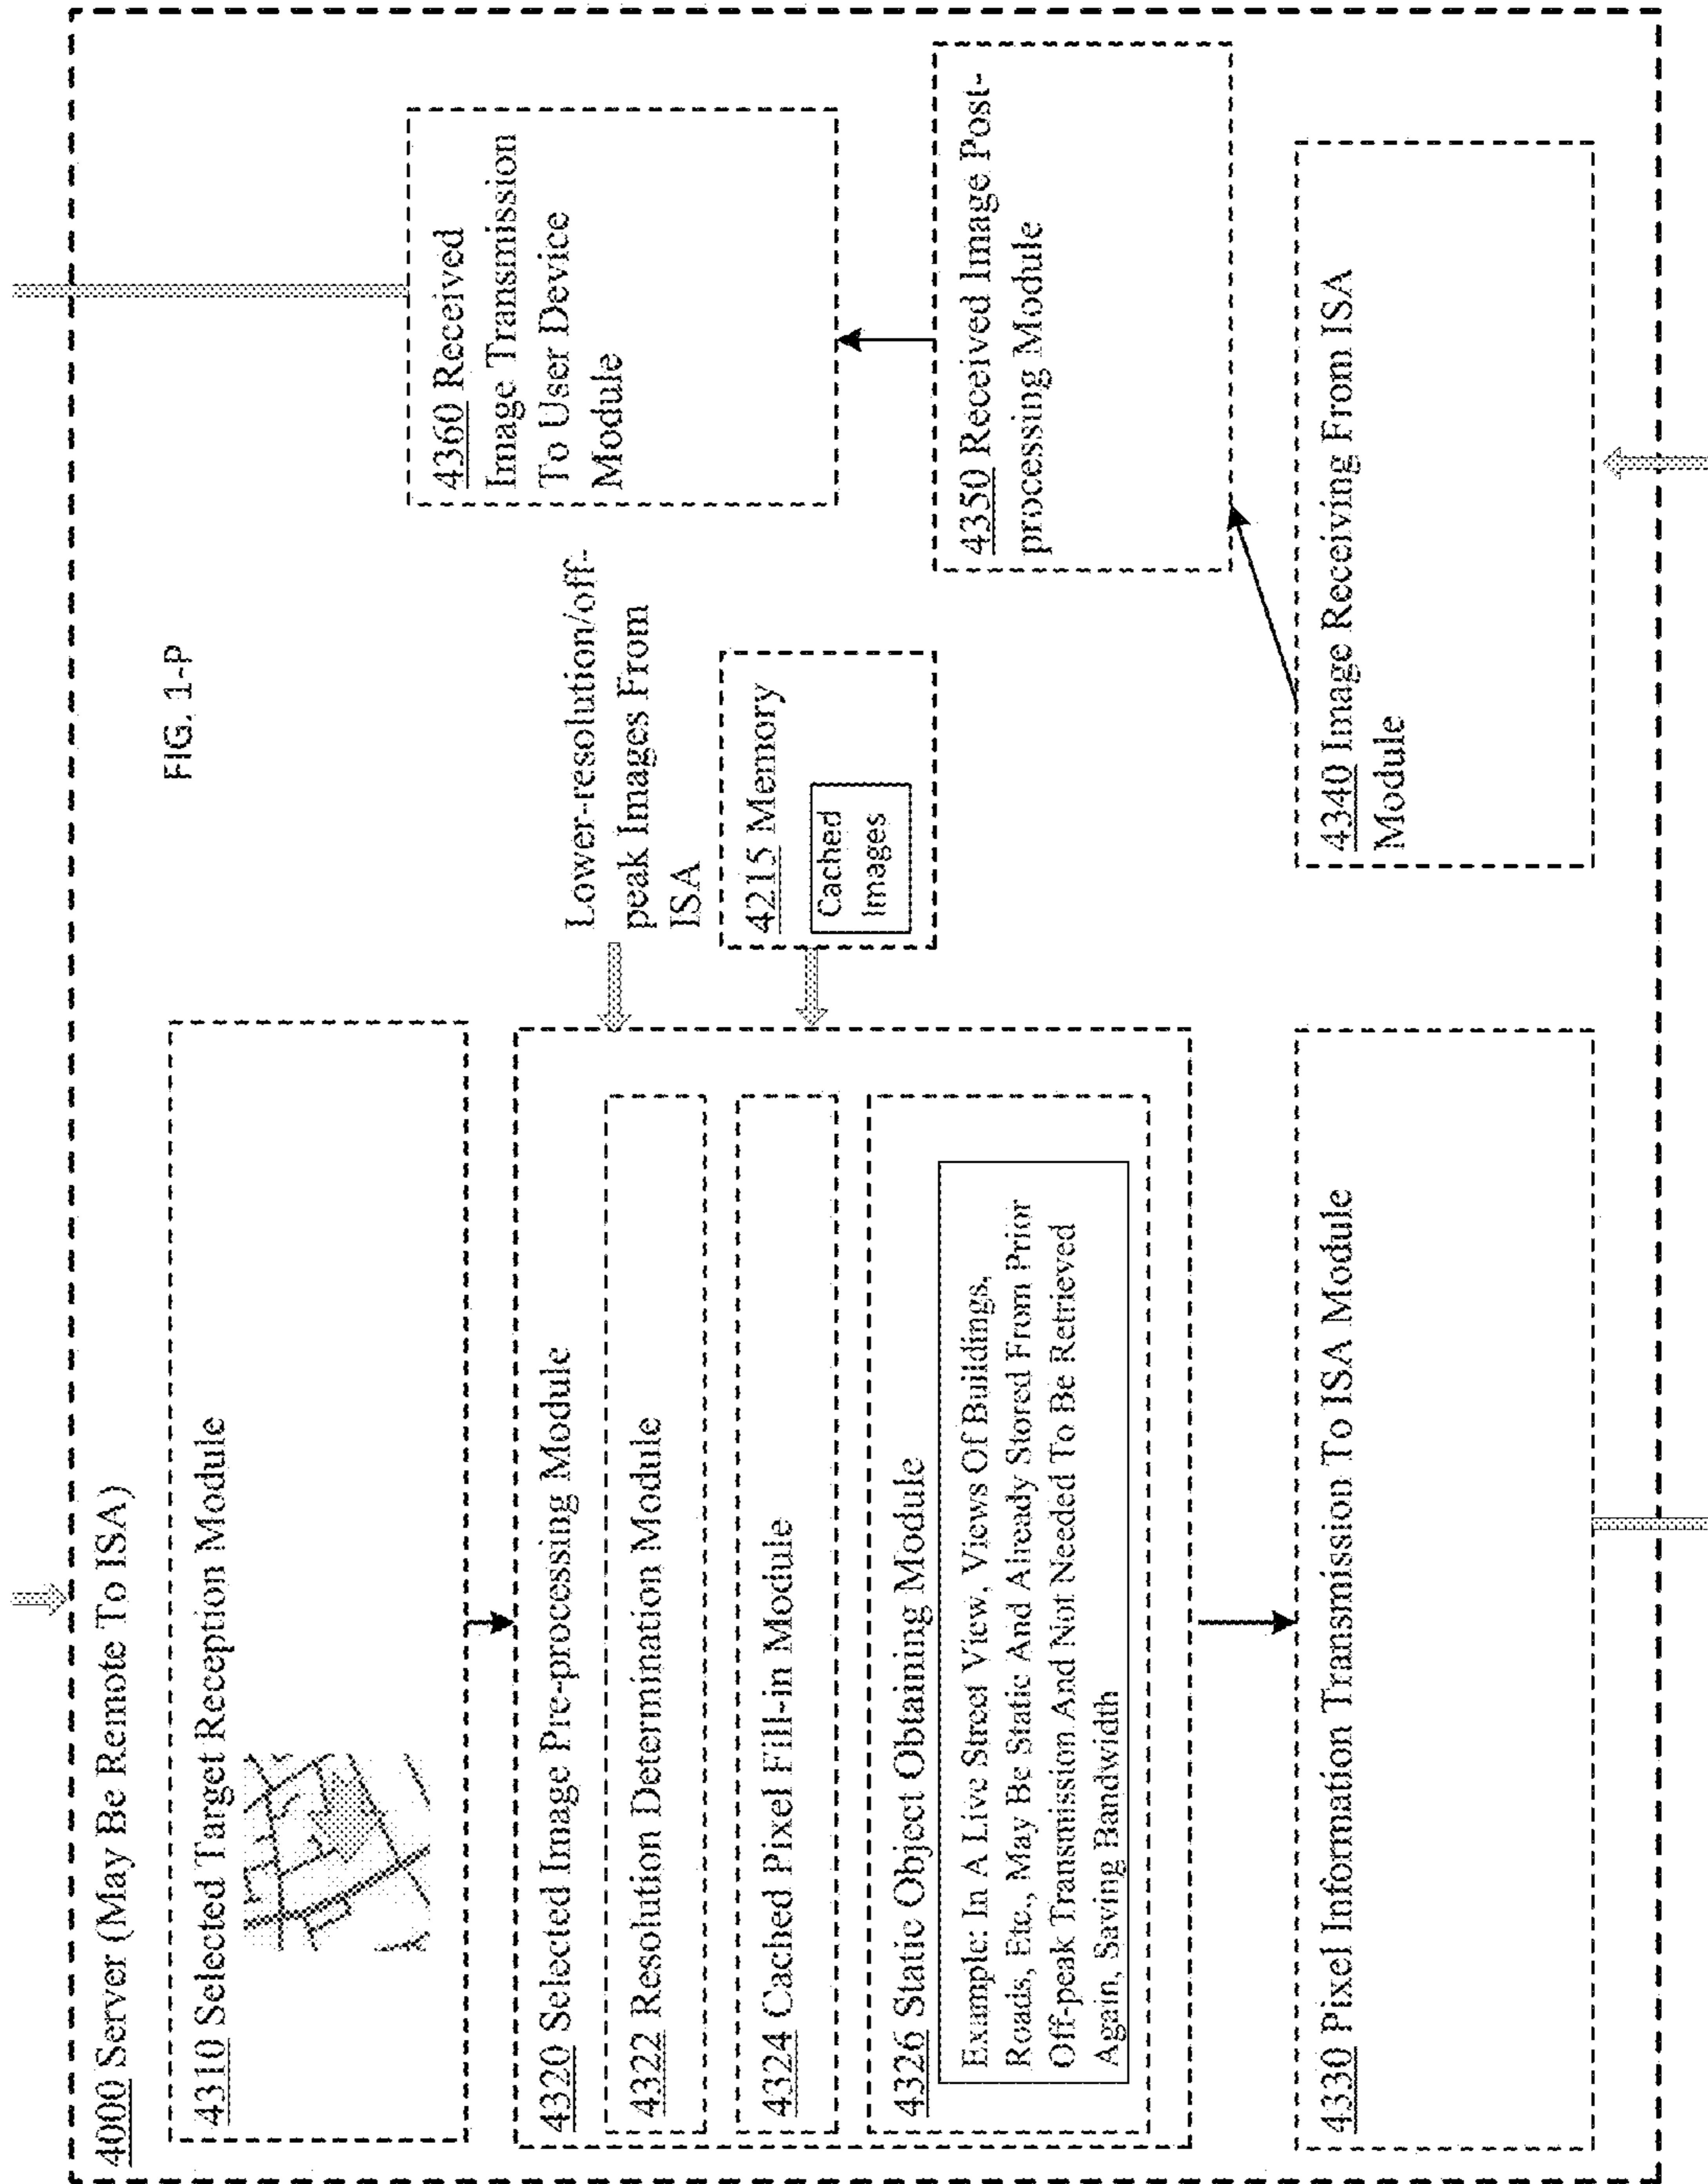 FIG. 1-P
4000 Server (May Be Remote To ISA)
4310 Selected Target Reception Module
4320 Selected Image Pre-processing Module
4322 Resolution Determination Module
4324 Cached Pixel Fill-in Module
4326 Static Object Obtaining Module
Example: In A Live Street View, Views Of Buildings,
Roads, Etc., May Be Static And Already Stored From Prior
Off-peak Transmission And Not Needed To Be Retrieved
Again, Saving Bandwidth
4330 Pixel Information Transmission To ISA Module
Lower-resolution/off-
peak Images From
ISA
4215 Memory
Cached
Images
4360 Received
Image Transmission
To User Device
Module
4350 Received Image Post-
processing Module
4340 Image Receiving From ISA
Module